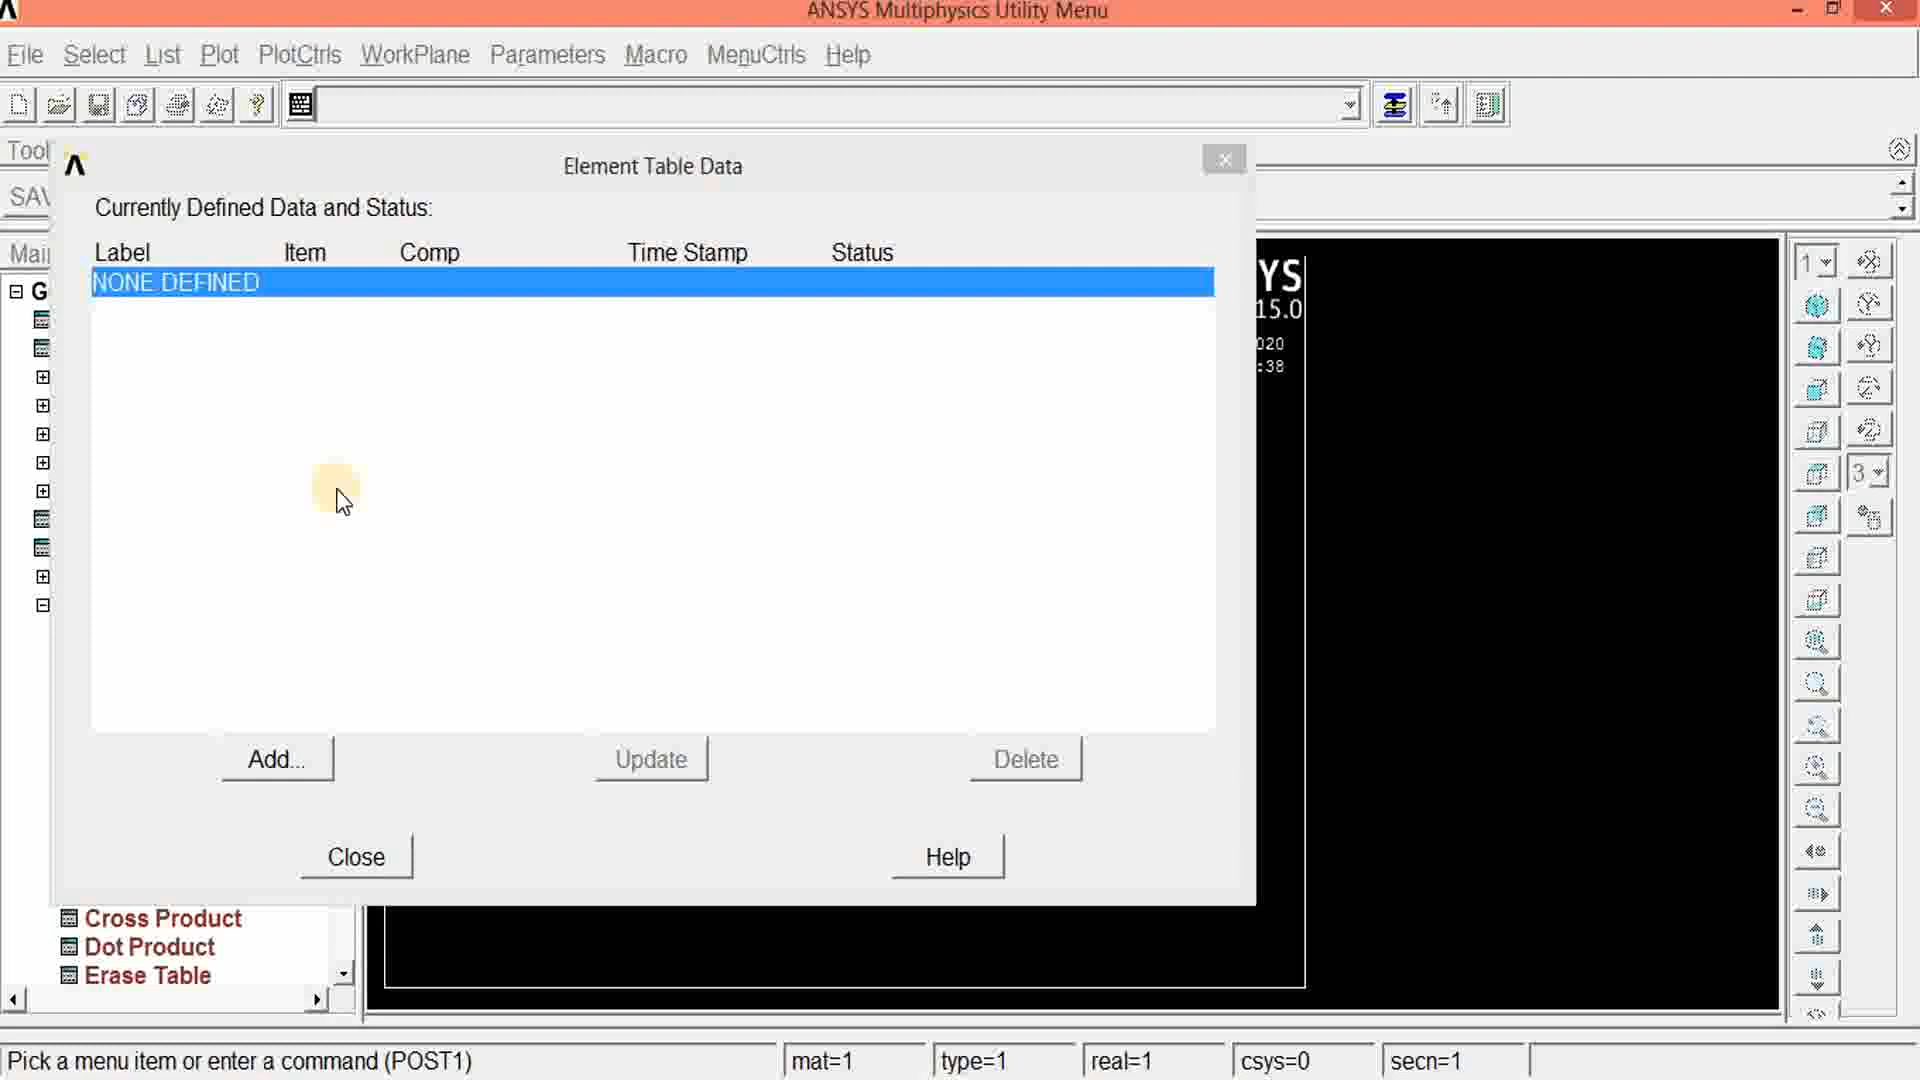 ANSYS Multiphysics Utility Menu
File Select List Plot PlotCtrls WorkPlane Parameters Macro MenuCtrls Help
Tool
Element Table Data
SAV
Currently Defined Data and Status:
Mai
Label Item Comp Time Stamp Status
NONE DEFINED
G
YS
15.0
020
:38
1
3
Add... Update Delete
Close Help
Cross Product
Dot Product
Erase Table
Pick a menu item or enter a command (POST1) mat=1 type=1 real=1 csys=0 secn=1